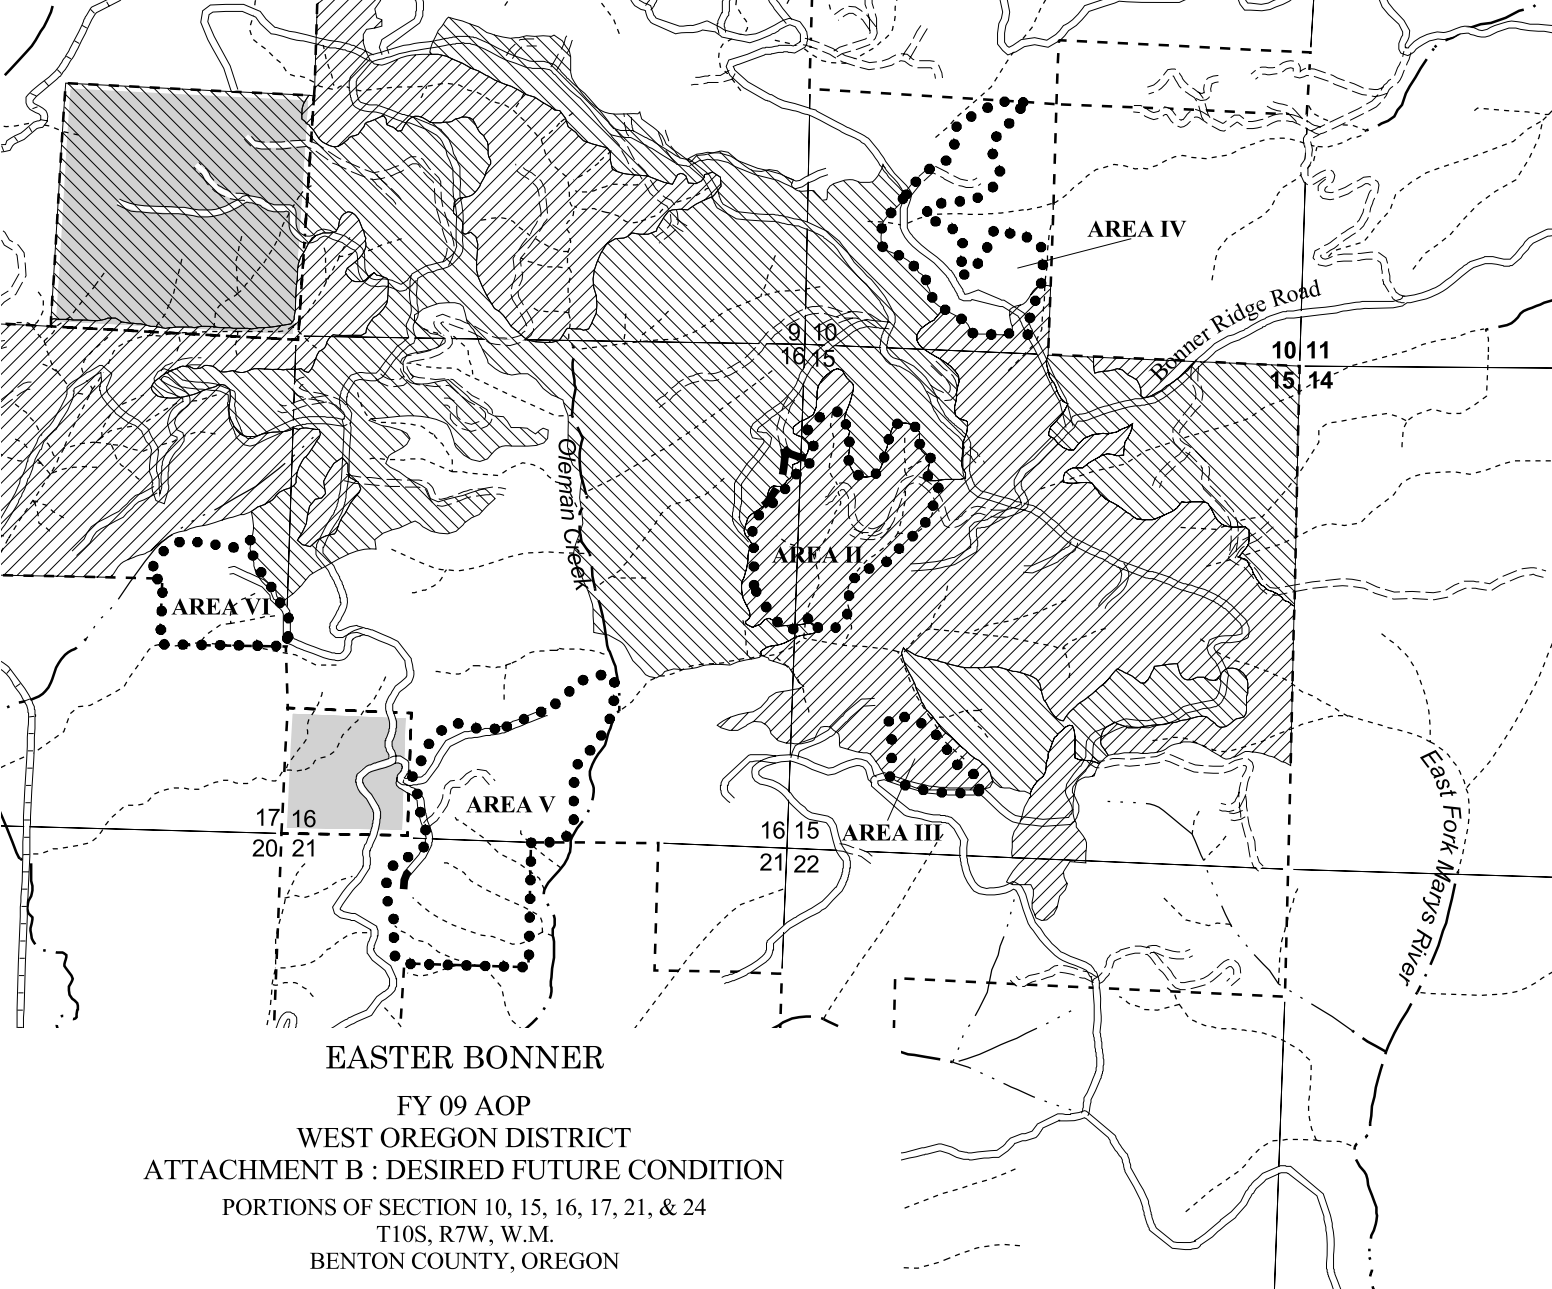 AREA IV
Bonner Ridge Road
9 10
16 15
10 11
15 14
Oleman Creek
AREA II
AREA VI
AREA V
East Fork Marys River
17 16
20 21
16 15
21 22
AREA III
EASTER BONNER
FY 09 AOP
WEST OREGON DISTRICT
ATTACHMENT B : DESIRED FUTURE CONDITION
PORTIONS OF SECTION 10, 15, 16, 17, 21, & 24
T10S, R7W, W.M.
BENTON COUNTY, OREGON